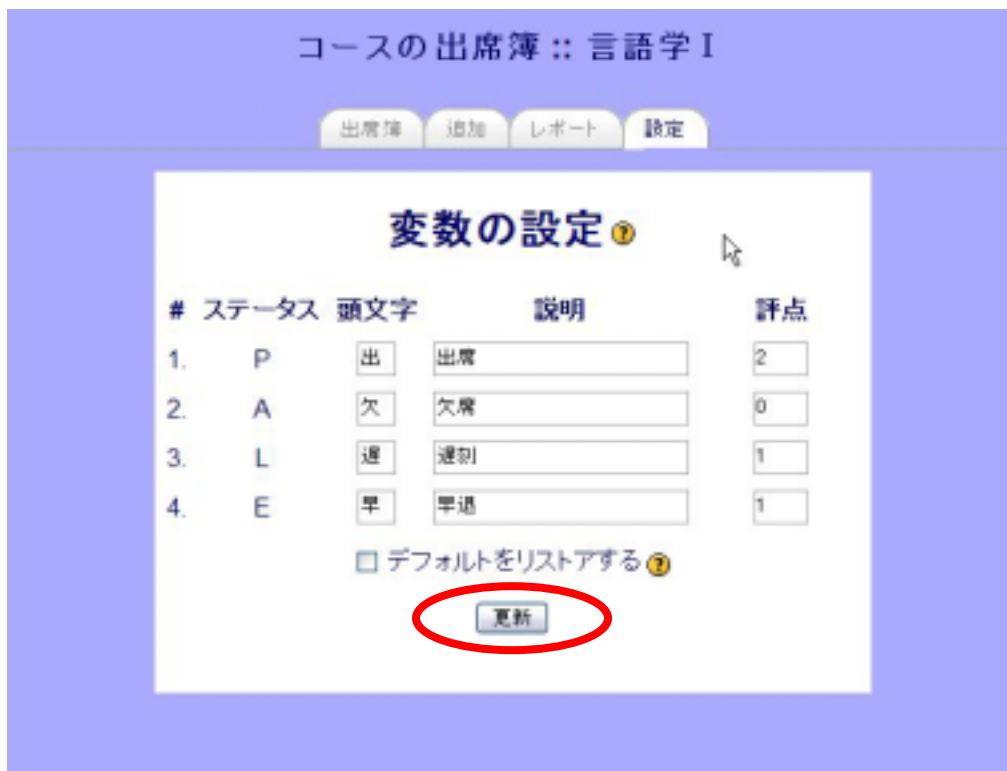 コースの出席簿 :: 言語学 I
出席簿 追加 レポート 設定
変数の設定
# ステータス 頭文字 説明 評点
1. P 出 出席 2
2. A 欠 欠席 0
3. L 遅 遅刻 1
4. E 早 早退 1
デフォルトをリストアする
更新